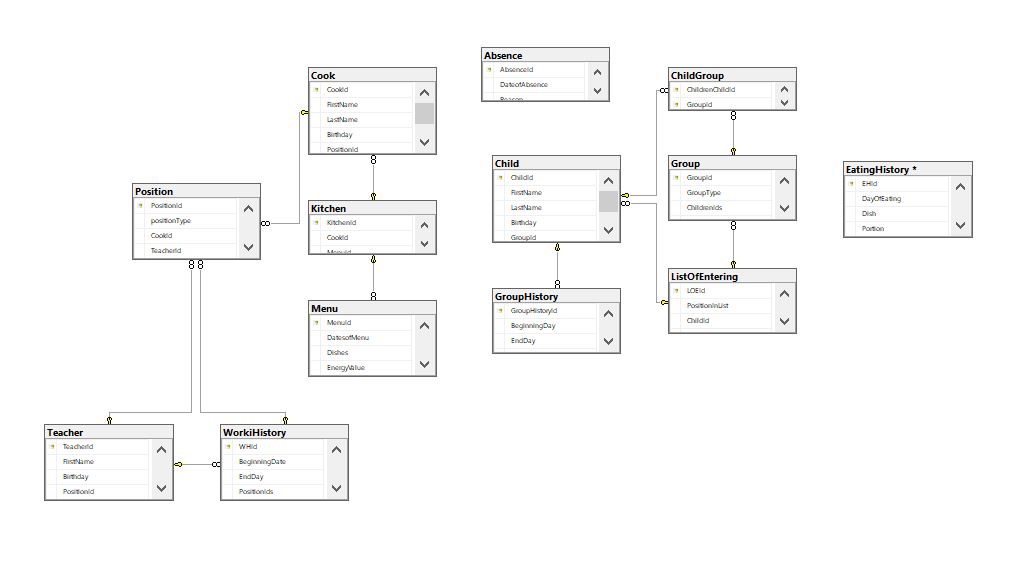 Absence
AbsenceId
DateofAbsence
Reason
Cook
CookId
FirstName
LastName
Birthday
PositionId
ChildGroup
ChildrenChildId
GroupId
Child
ChildId
FirstName
LastName
Birthday
GroupId
Group
GroupId
GroupType
ChildrenIds
EatingHistory *
EHId
DayOfEating
Dish
Portion
Position
PositionId
positionType
CookId
TeacherId
Kitchen
KitchenId
CookId
MenuId
ListOfEntering
LOEId
PositionInList
ChildId
GroupHistory
GroupHistoryId
BeginningDay
EndDay
Menu
MenuId
DatesofMenu
Dishes
EnergyValue
Teacher
TeacherId
FirstName
Birthday
PositionId
WorkiHistory
WHId
BeginningDate
EndDay
PositionIds